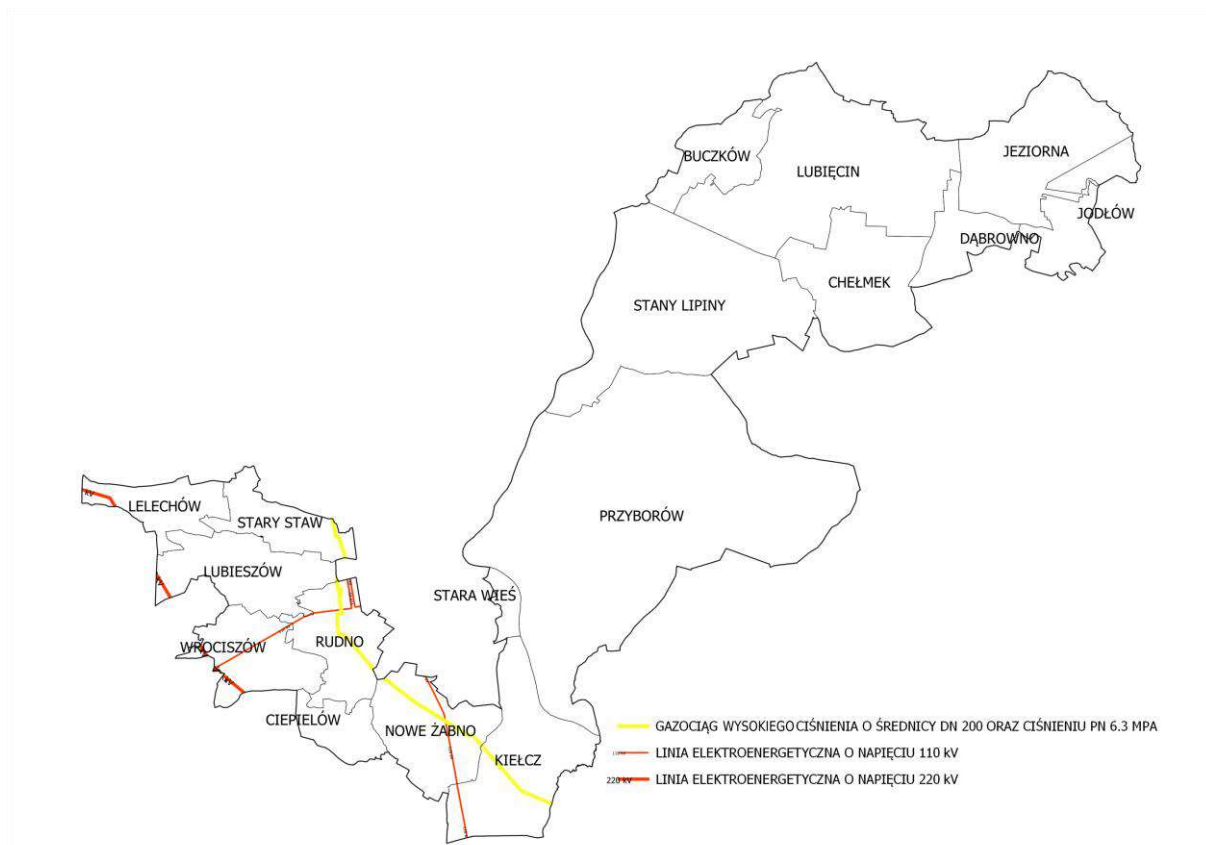 JEZIORNA
BUCZKÓW
LUBIĘCIN
JODŁÓW
DĄBROWNO
CHEŁMEK
STANY LIPINY
LELECHÓW
PRZYBORÓW
STARY STAW
LUBIESZÓW
STARA WIEŚ
RUDNO
WROCISZÓW
CIEPIELÓW
NOWE ŻABNO
KIEŁCZ
GAZOCIĄG WYSOKIEGO CIŚNIENIA O ŚREDNICY DN 200 ORAZ CIŚNIENIU PN 6.3 MPA
LINIA ELEKTROENERGETYCZNA O NAPIĘCIU 110 kV
220 kV LINIA ELEKTROENERGETYCZNA O NAPIĘCIU 220 kV